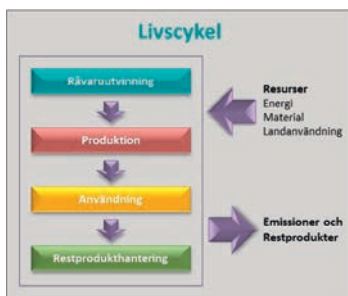 Livscykel
Råvaruutvinning
Produktion
Användning
Restprodukthantering
Resurser
Energi
Material
Landanvändning
Emissioner och
Restprodukter